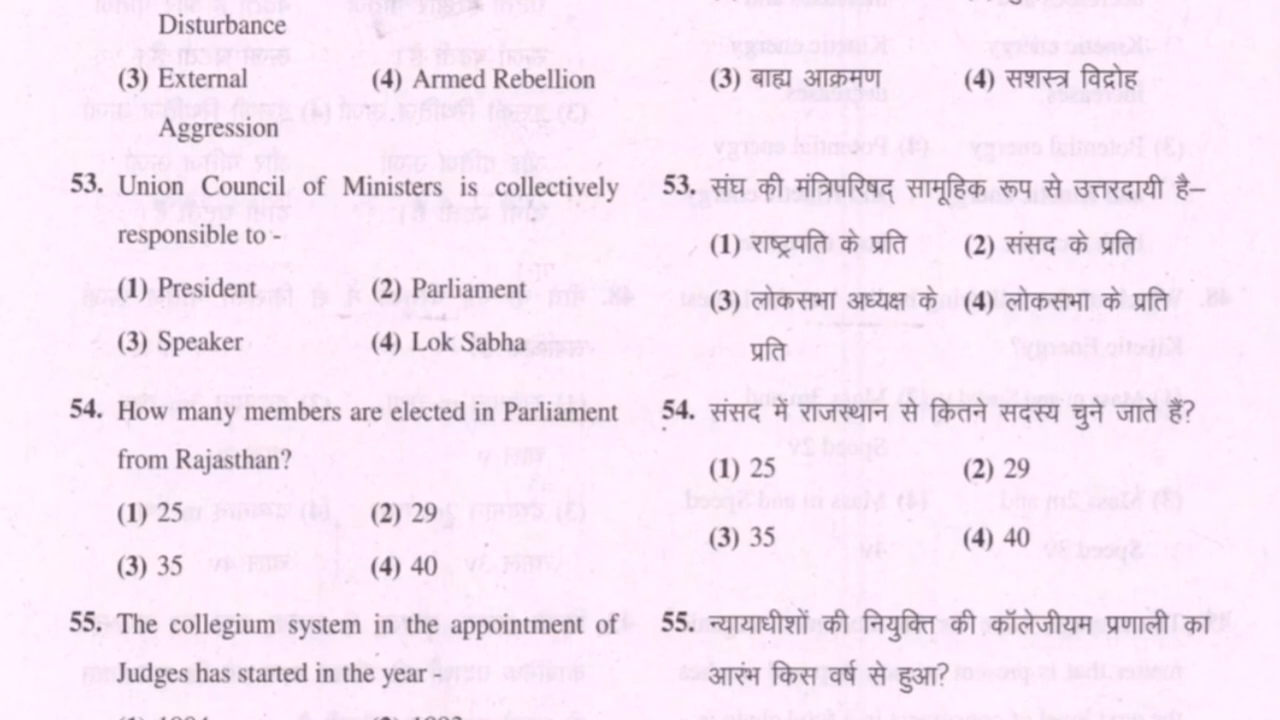 Disturbance
(3) External (4) Armed Rebellion
Aggression
53. Union Council of Ministers is collectively
responsible to -
(1) President (2) Parliament
(3) Speaker (4) Lok Sabha
54. How many members are elected in Parliament
from Rajasthan?
(1) 25 (2) 29
(3) 35 (4) 40
55. The collegium system in the appointment of
Judges has started in the year -
(3) बाह्य आक्रमण (4) सशस्त्र विद्रोह
53. संघ की मंत्रिपरिषद सामूहिक रूप से उत्तरदायी है–
(1) राष्ट्रपति के प्रति (2) संसद के प्रति
(3) लोकसभा अध्यक्ष के (4) लोकसभा के प्रति
प्रति
54. संसद में राजस्थान से कितने सदस्य चुने जाते हैं?
(1) 25 (2) 29
(3) 35 (4) 40
55. न्यायाधीशों की नियुक्ति की कॉलेजीयम प्रणाली का
आरंभ किस वर्ष से हुआ?